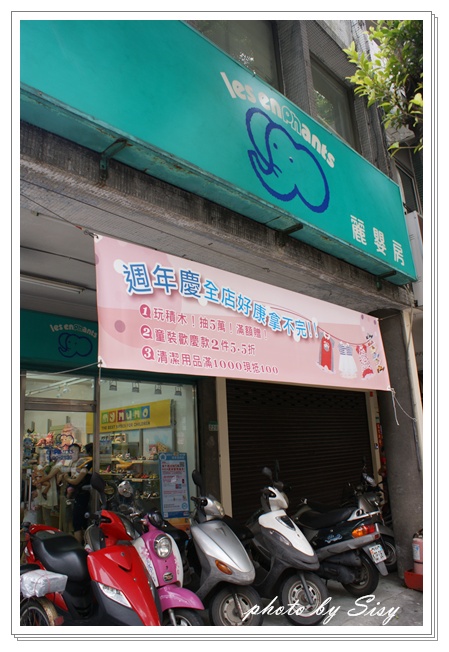 les enphants
麗嬰房
週年慶全店好康拿不完!!
1 玩積木！抽5萬！滿額贈！
2 童裝歡慶款2件5.5折
3 清潔用品滿1000現抵100
les enphants
photo by Sisy